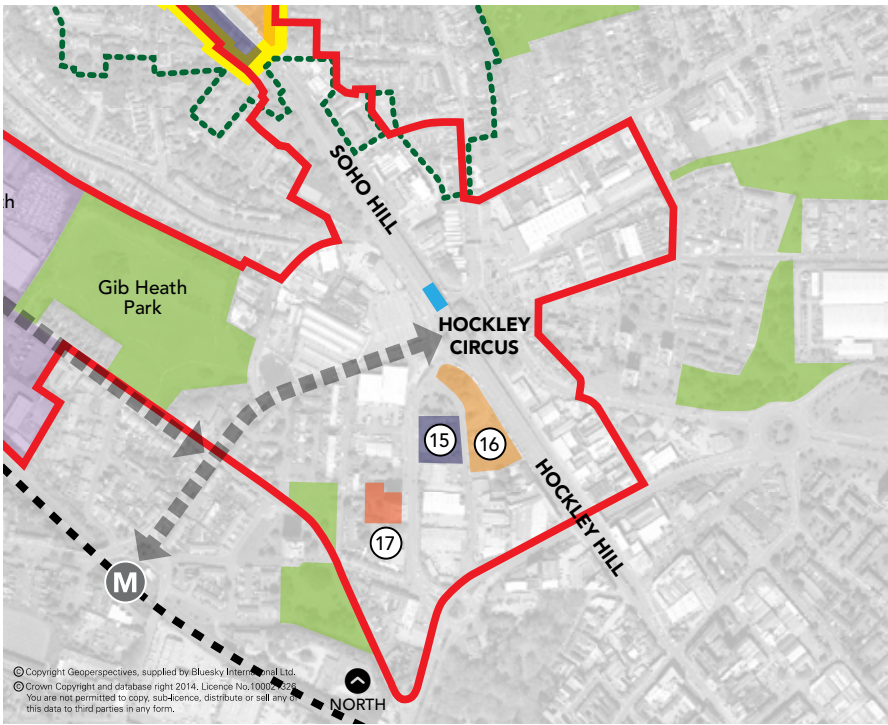 SOHO HILL
h
Gib Heath
Park
HOCKLEY
CIRCUS
15
16
HOCKLEY HILL
17
M
© Copyright Geoperspectives, supplied by Bluesky International Ltd.
© Crown Copyright and database right 2014. Licence No.
You are not permitted to copy, sub-licence, distribute or sell any of
this data to third parties in any form.
NORTH